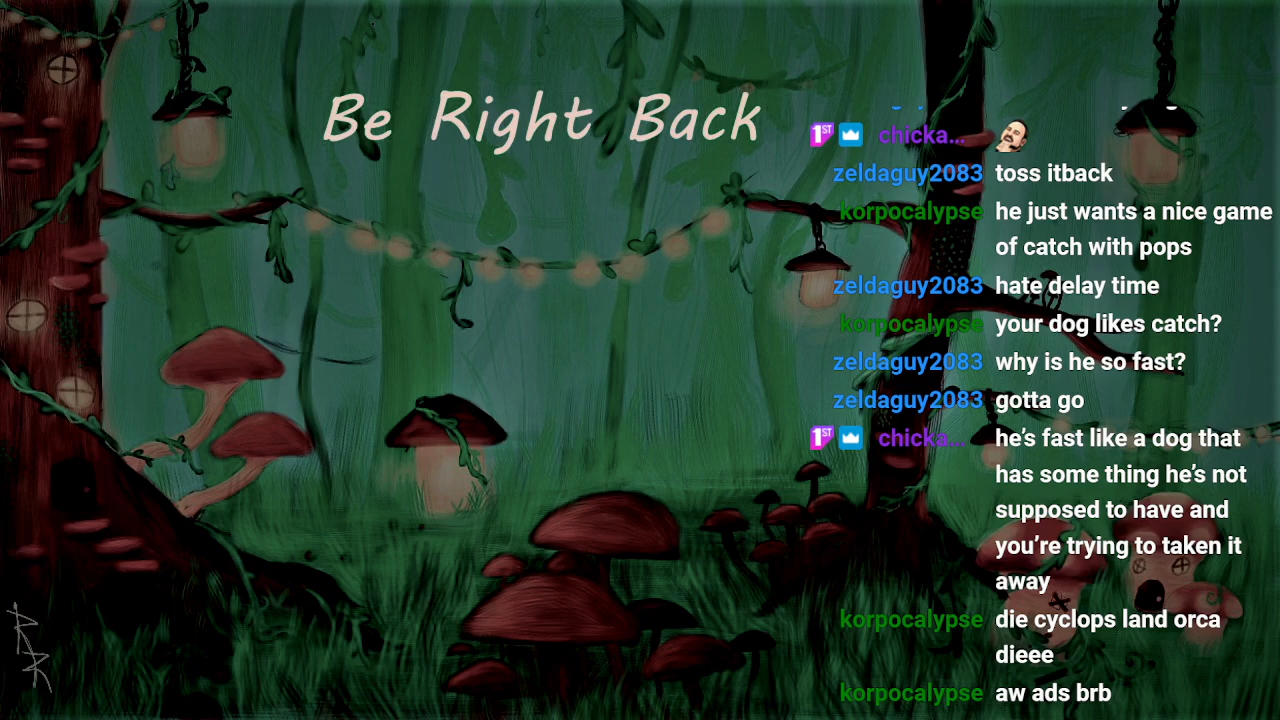 Be Right Back
1ST chicka...
zeldaguy2083 toss itback
korpocalypse he just wants a nice game
of catch with pops
zeldaguy2083 hate delay time
korpocalypse your dog likes catch?
zeldaguy2083 why is he so fast?
zeldaguy2083 gotta go
1ST chicka... he’s fast like a dog that
has some thing he’s not
supposed to have and
you’re trying to taken it
away
korpocalypse die cyclops land orca
dieee
korpocalypse aw ads brb